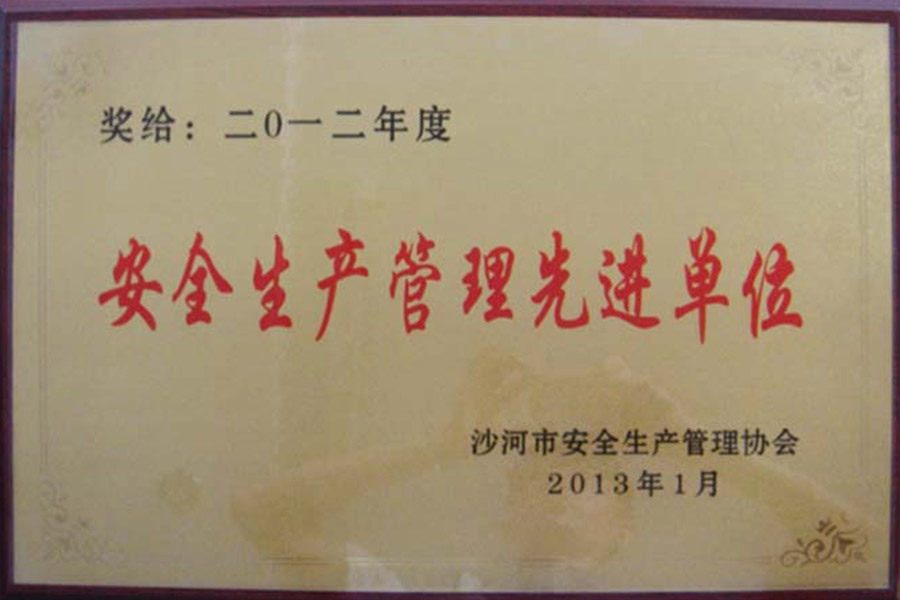 奖给：二0一二年度
安全生产管理先进单位
沙河市安全生产管理协会
2013年1月